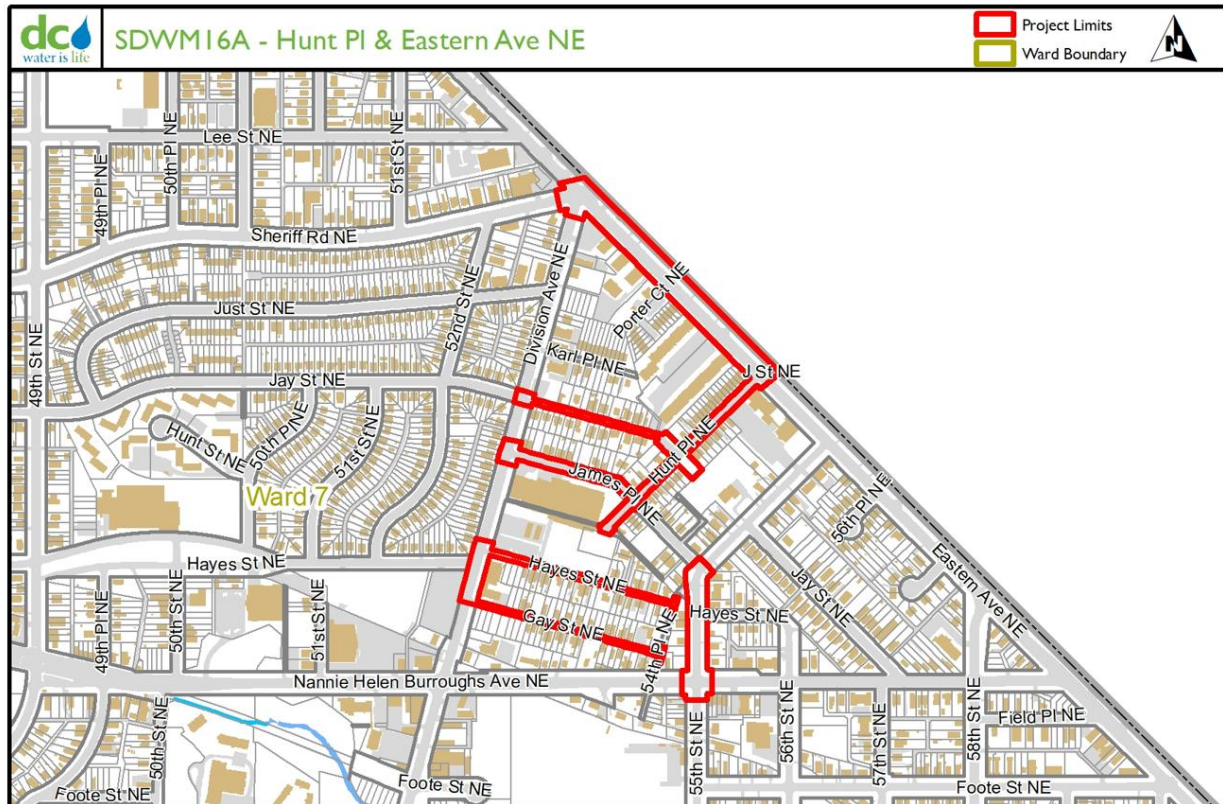 dc
water is life
SDWM16A - Hunt Pl & Eastern Ave NE
Project Limits
Ward Boundary
N
Lee St NE
49th Pl NE
50th Pl NE
51st St NE
Sheriff Rd NE
52nd St NE
Division Ave NE
Porter Ct NE
Just St NE
49th St NE
Karl Pl NE
J St NE
Jay St NE
Hunt St NE
50th Pl NE
51st St NE
Hunt Pl NE
James Pl NE
Ward 7
56th Pl NE
Eastern Ave NE
Hayes St NE
Hayes St NE
Jay St NE
Hayes St NE
Gay St NE
49th Pl NE
50th St NE
51st St NE
54th Pl NE
Nannie Helen Burroughs Ave NE
50th St NE
55th St NE
56th St NE
57th St NE
58th St NE
Field Pl NE
Foote St NE
Foote St NE
Foote St NE